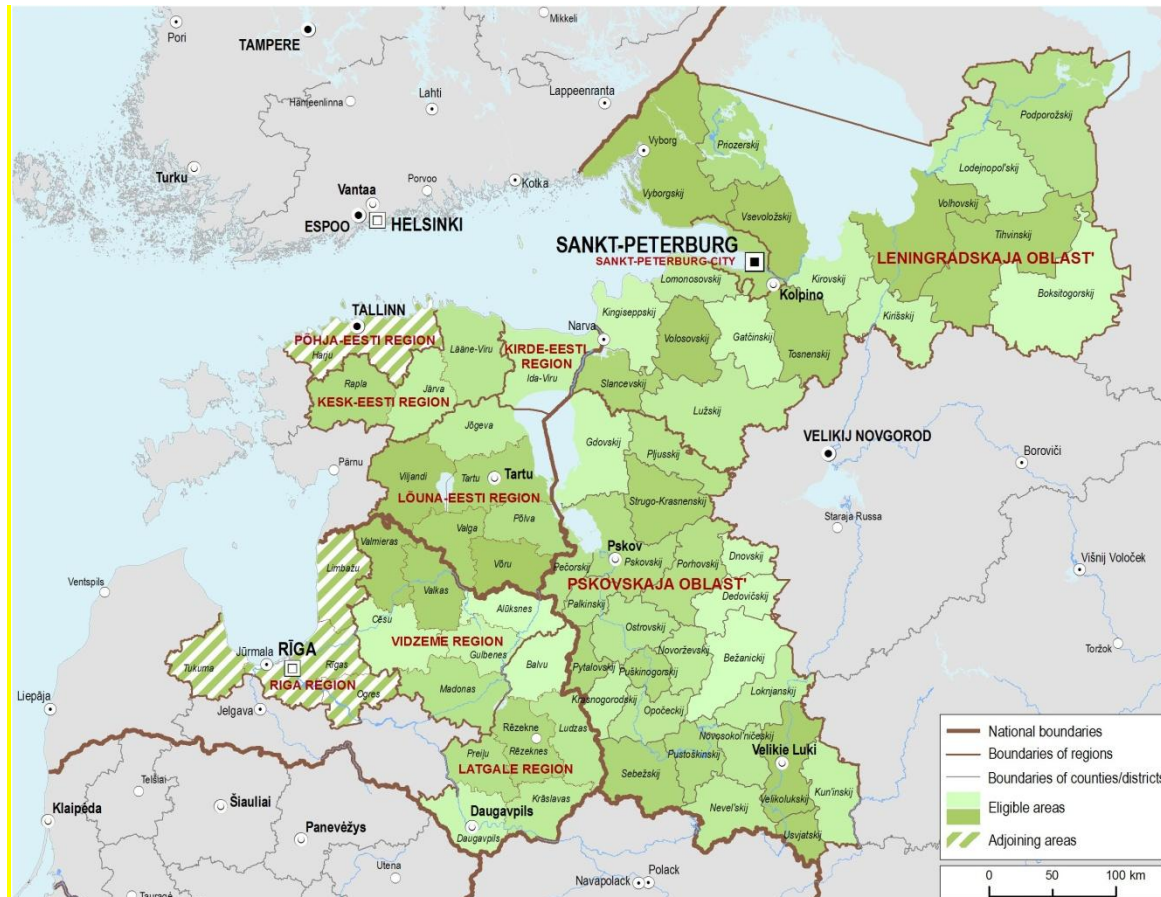 Mikkeli
Pori
TAMPERE
Hämeenlinna
Lahti
Lappeenranta
Podporožskij
Vyborg
Priozerskij
Lodejnopol'skij
Turku
Vantaa
Porvoo
Kotka
Vyborgskij
Volhovskij
ESPOO
HELSINKI
Vsevoložskij
Tihvinskij
SANKT-PETERBURG
SANKT-PETERBURG-CITY
LENINGRADSKAJA OBLAST'
Lomonosovskij
Kirovskij
Kolpino
Boksitogorskij
TALLINN
Kingiseppskij
Kirišskij
PÕHJA-EESTI REGION
Harju
Lääne-Viru
KIRDE-EESTI
REGION
Narva
Volosovskij
Gatčinskij
Tosnenskij
Ida-Viru
Rapla
Järva
KESK-EESTI REGION
Slancevskij
Lužskij
Jõgeva
Gdovskij
Pljusskij
VELIKIJ NOVGOROD
Boroviči
Pärnu
Viljandi
Tartu
Tartu
LÕUNA-EESTI REGION
Strugo-Krasnenskij
Staraja Russa
Valga
Põlva
Valmieras
Võru
Pskov
Dnovskij
Limbažu
Pečorskij
Pskovskij
Porhovskij
Višnij Voloček
Ventspils
Valkas
PSKOVSKAJA OBLAST'
Palkinskij
Dedovičskij
Cēsu
Alūksnes
Ostrovskij
VIDZEME REGION
Gulbenes
Novorževskij
Bežanickij
Toržok
Jūrmala
RĪGA
Tukuma
Rīgas
Balvu
Pytalovskij
Puškinogorskij
RIGA REGION
Ogres
Madonas
Krasnogorodskij
Loknjanskij
Liepāja
Jelgava
Opočeckij
Rēzekne
Ludzas
Preiļu
Rēzeknes
Novosokol'ničeskij
Pustoškinskij
Velikie Luki
LATGALE REGION
Sebežskij
Telšiai
Krāslavas
Velikolukskij
Kun'inskij
Klaipėda
Šiauliai
Daugavpils
Nevel'skij
Panevėžys
Daugavpils
Usvjatskij
Utena
Polack
Navapolack
Tauragė
National boundaries
Boundaries of regions
Boundaries of counties/districts
Eligible areas
Adjoining areas
0 50 100 km